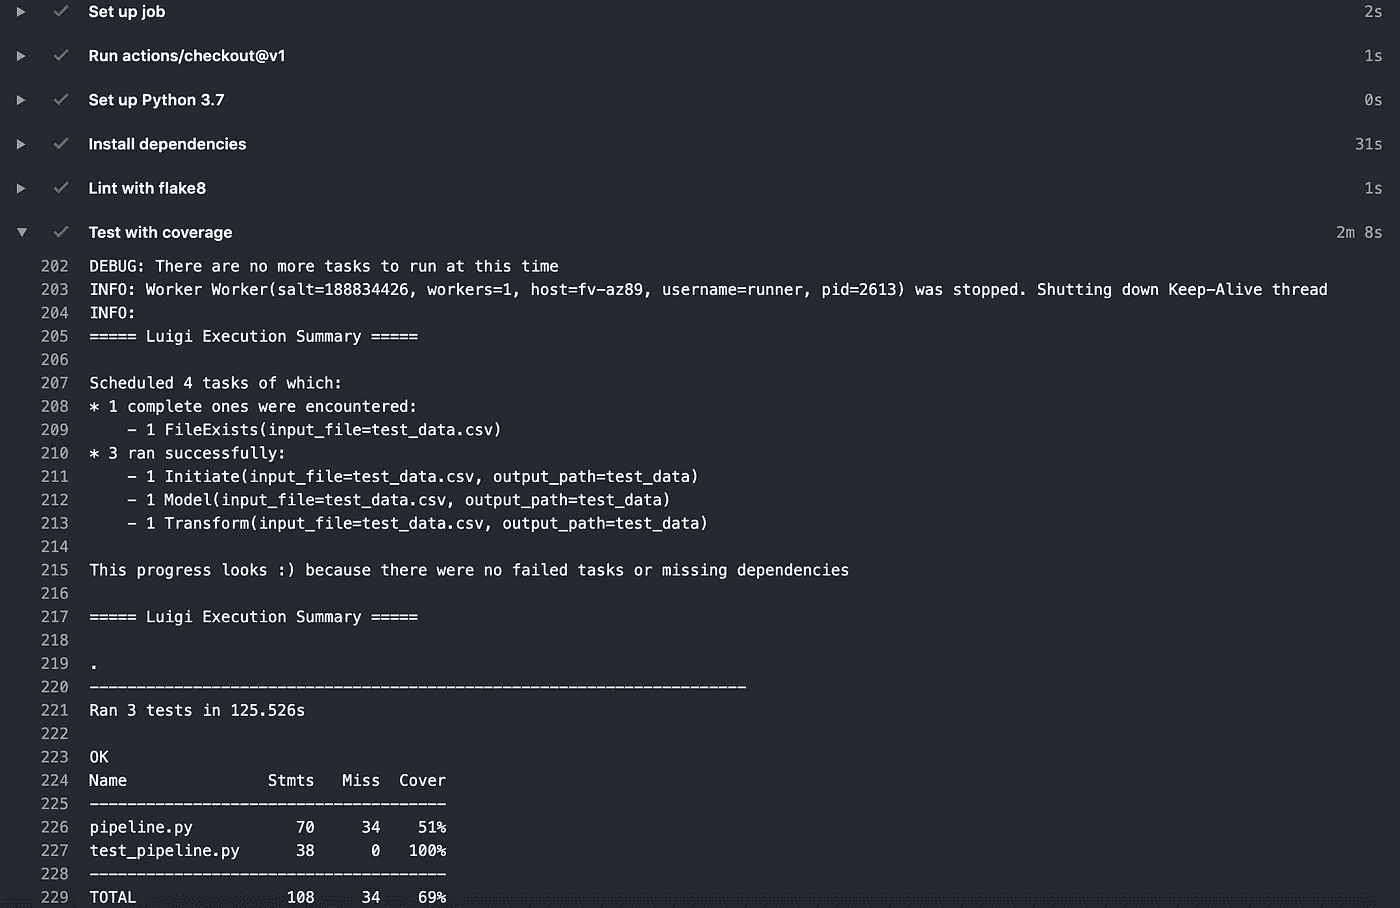 Set up job 2s
Run actions/checkout@v1 1s
Set up Python 3.7 0s
Install dependencies 31s
Lint with flake8 1s
Test with coverage 2m 8s
202 DEBUG: There are no more tasks to run at this time
203 INFO: Worker Worker(salt=188834426, workers=1, host=fv-az89, username=runner, pid=2613) was stopped. Shutting down Keep-Alive thread
204 INFO:
205 ===== Luigi Execution Summary =====
206
207 Scheduled 4 tasks of which:
208 * 1 complete ones were encountered:
209     - 1 FileExists(input_file=test_data.csv)
210 * 3 ran successfully:
211     - 1 Initiate(input_file=test_data.csv, output_path=test_data)
212     - 1 Model(input_file=test_data.csv, output_path=test_data)
213     - 1 Transform(input_file=test_data.csv, output_path=test_data)
214
215 This progress looks :) because there were no failed tasks or missing dependencies
216
217 ===== Luigi Execution Summary =====
218
219 .
220 ----------------------------------------------------------------------
221 Ran 3 tests in 125.526s
222
223 OK
224 Name               Stmts   Miss  Cover
225 --------------------------------------
226 pipeline.py           70     34    51%
227 test_pipeline.py      38      0   100%
228 --------------------------------------
229 TOTAL                108     34    69%